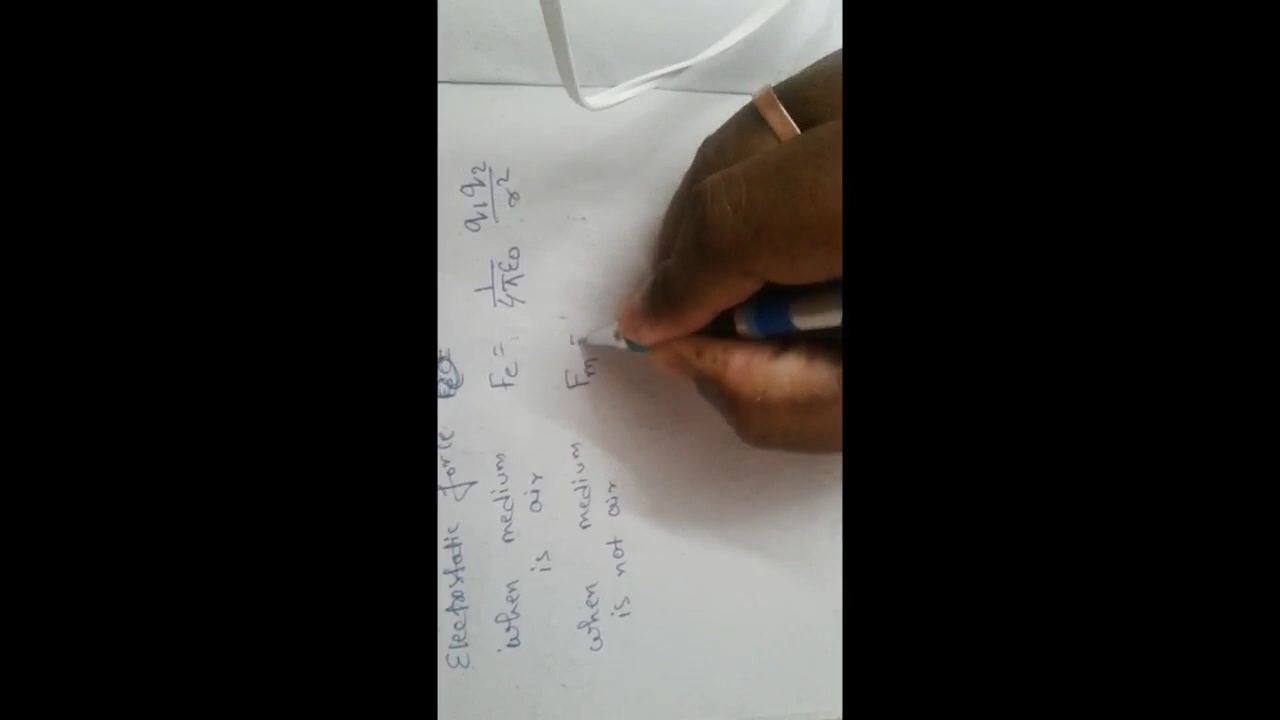 Electrostatic force
when medium is air Fe = 1/4πε0 q1q2/r²
when medium is not air Fm =